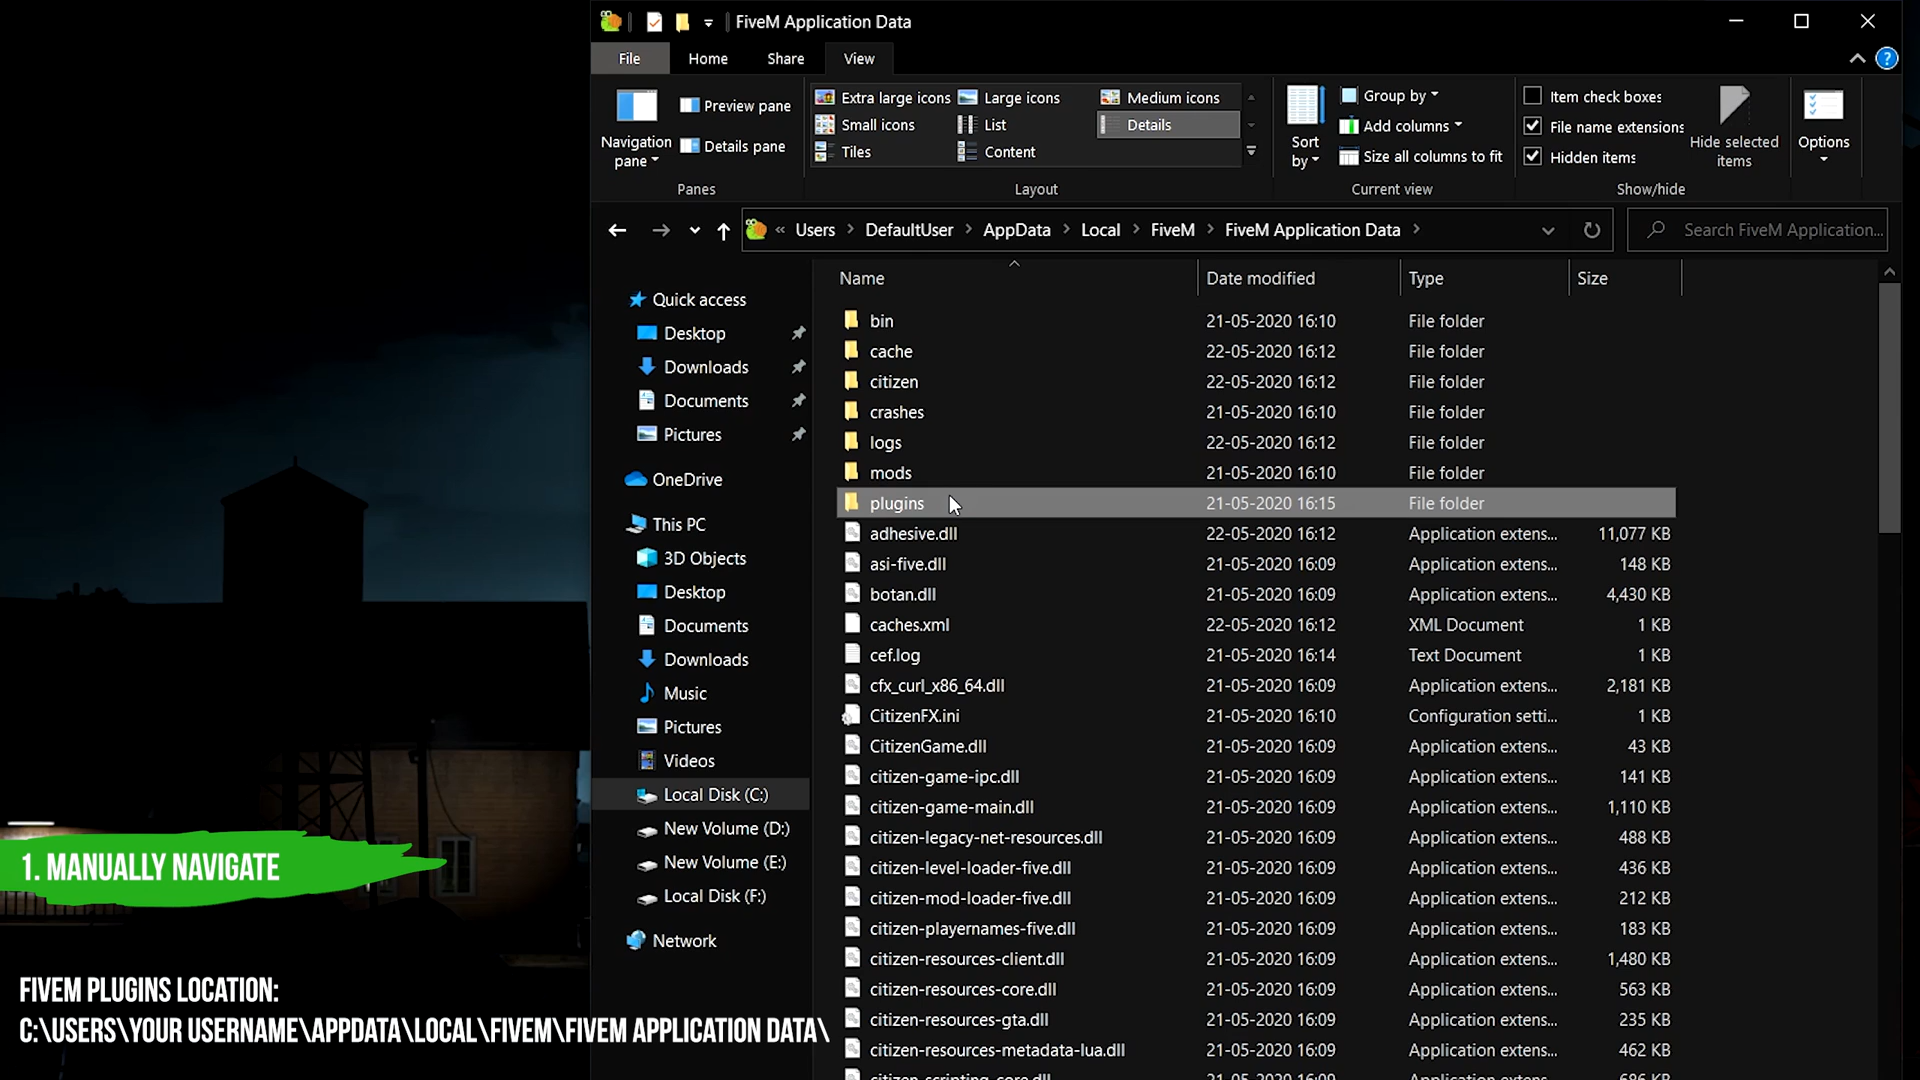 FiveM Application Data
File
Home
Share
View
Navigation pane
Preview pane
Details pane
Panes
Extra large icons
Large icons
Medium icons
Small icons
List
Details
Tiles
Content
Layout
Sort by
Group by
Add columns
Size all columns to fit
Current view
Item check boxes
File name extensions
Hidden items
Hide selected items
Show/hide
Options
« Users > DefaultUser > AppData > Local > FiveM > FiveM Application Data >
Search FiveM Application...
Quick access
Desktop
Downloads
Documents
Pictures
OneDrive
This PC
3D Objects
Desktop
Documents
Downloads
Music
Pictures
Videos
Local Disk (C:)
New Volume (D:)
New Volume (E:)
Local Disk (F:)
Network
Name Date modified Type Size
bin 21-05-2020 16:10 File folder
cache 22-05-2020 16:12 File folder
citizen 22-05-2020 16:12 File folder
crashes 21-05-2020 16:10 File folder
logs 22-05-2020 16:12 File folder
mods 21-05-2020 16:10 File folder
plugins 21-05-2020 16:15 File folder
adhesive.dll 22-05-2020 16:12 Application extens... 11,077 KB
asi-five.dll 21-05-2020 16:09 Application extens... 148 KB
botan.dll 21-05-2020 16:09 Application extens... 4,430 KB
caches.xml 22-05-2020 16:12 XML Document 1 KB
cef.log 21-05-2020 16:14 Text Document 1 KB
cfx_curl_x86_64.dll 21-05-2020 16:09 Application extens... 2,181 KB
CitizenFX.ini 21-05-2020 16:10 Configuration setti... 1 KB
CitizenGame.dll 21-05-2020 16:09 Application extens... 43 KB
citizen-game-ipc.dll 21-05-2020 16:09 Application extens... 141 KB
citizen-game-main.dll 21-05-2020 16:09 Application extens... 1,110 KB
citizen-legacy-net-resources.dll 21-05-2020 16:09 Application extens... 488 KB
citizen-level-loader-five.dll 21-05-2020 16:09 Application extens... 436 KB
citizen-mod-loader-five.dll 21-05-2020 16:09 Application extens... 212 KB
citizen-playernames-five.dll 21-05-2020 16:09 Application extens... 183 KB
citizen-resources-client.dll 21-05-2020 16:09 Application extens... 1,480 KB
citizen-resources-core.dll 21-05-2020 16:09 Application extens... 563 KB
citizen-resources-gta.dll 21-05-2020 16:09 Application extens... 235 KB
citizen-resources-metadata-lua.dll 21-05-2020 16:09 Application extens... 462 KB
1. MANUALLY NAVIGATE
FIVEM PLUGINS LOCATION:
C:\USERS\YOUR USERNAME\APPDATA\LOCAL\FIVEM\FIVEM APPLICATION DATA\